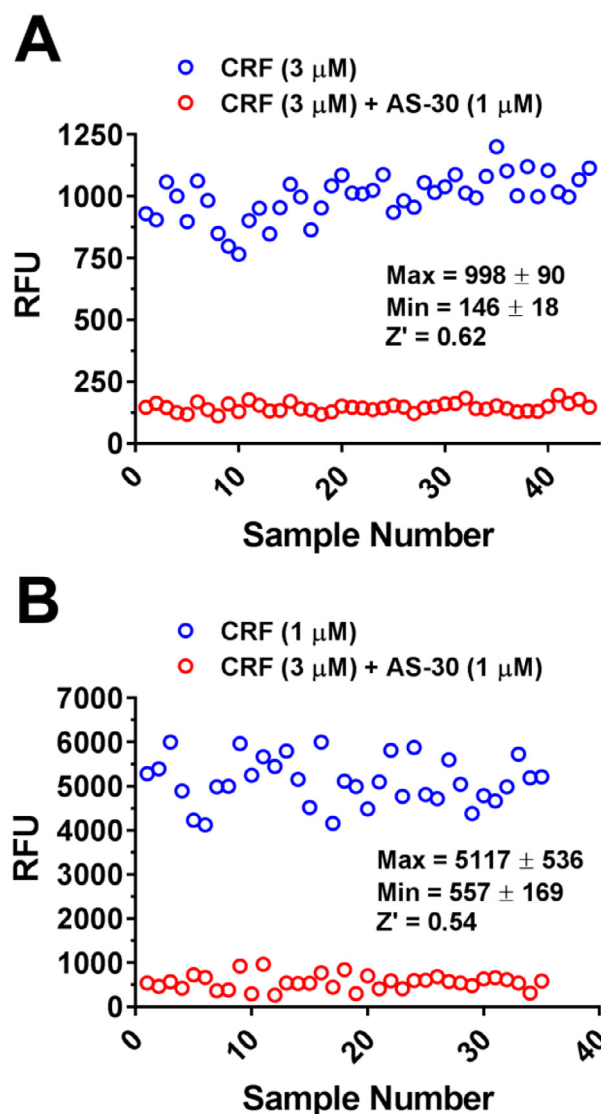 A
CRF (3 μM)
CRF (3 μM) + AS-30 (1 μM)
1250
1000
750
500
250
0
RFU
Max = 998 ± 90
Min = 146 ± 18
Z' = 0.62
0
10
20
30
40
Sample Number
B
CRF (1 μM)
CRF (3 μM) + AS-30 (1 μM)
7000
6000
5000
4000
3000
2000
1000
0
RFU
Max = 5117 ± 536
Min = 557 ± 169
Z' = 0.54
0
10
20
30
40
Sample Number